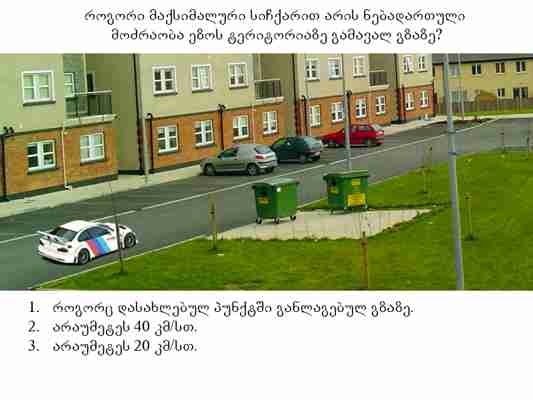 როგორი მაქსიმალური სიჩქარით არის ნებადართული
მოძრაობა ეზოს ტერიტორიაზე გამავალ გზაზე?
1. როგორც დასახლებულ პუნქტში განლაგებულ გზაზე.
2. არაუმეტეს 40 კმ/სთ.
3. არაუმეტეს 20 კმ/სთ.